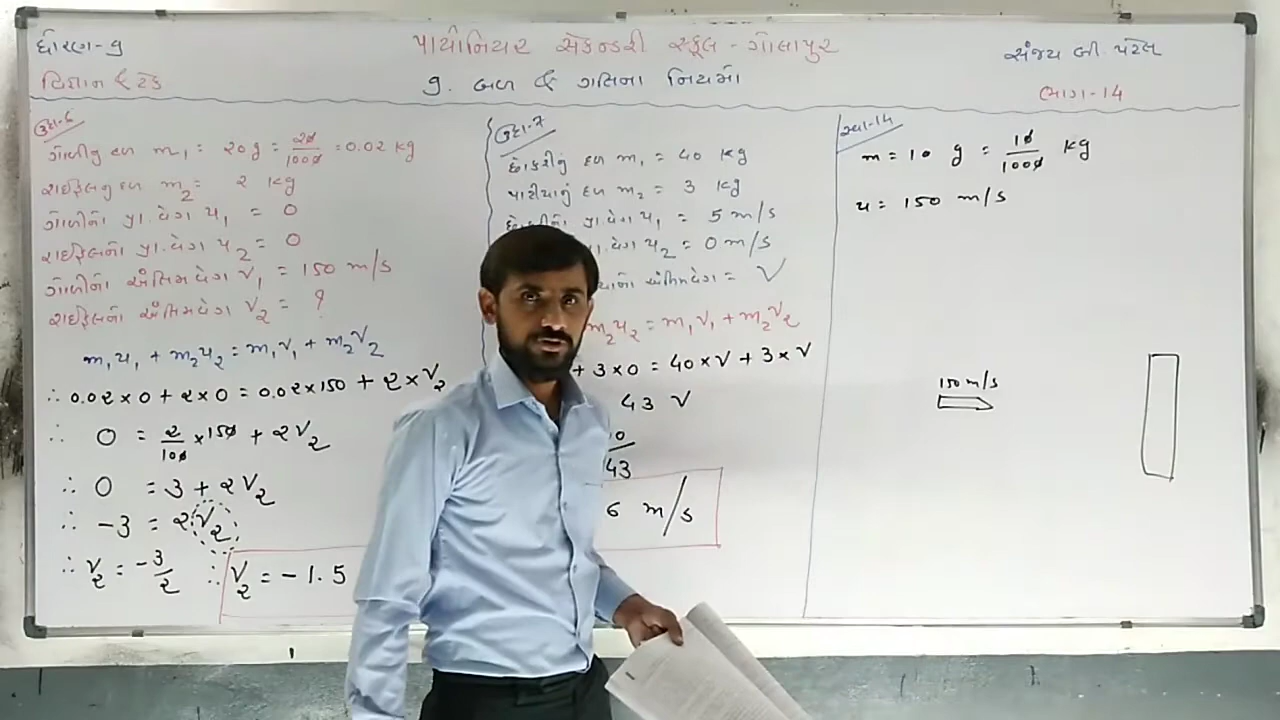 ધોરણ-9
પાયોનિયર સેકન્ડરી સ્કૂલ - ગોલાપુર
સંજય બી. પટેલ
વિજ્ઞાન & ટેક
9. બળ & ગતિના નિયમો
ભાગ-14
ઉદા-6
ગોળીનું દળ m₁ = 20 g = 20/1000 = 0.02 kg
રાઈફલનું દળ m₂ = 2 kg
ગોળીનો પ્રા. વેગ u₁ = 0
રાઈફલનો પ્રા. વેગ u₂ = 0
ગોળીનો અંતિમ વેગ v₁ = 150 m/s
રાઈફલનો અંતિમ વેગ v₂ = ?
m₁u₁ + m₂u₂ = m₁v₁ + m₂v₂
∴ 0.02 × 0 + 2 × 0 = 0.02 × 150 + 2 × v₂
∴ 0 = 2/100 × 150 + 2v₂
∴ 0 = 3 + 2v₂
∴ -3 = 2v₂
∴ v₂ = -3/2 ∴ v₂ = -1.5
ઉદા-7
છોકરીનું દળ m₁ = 40 kg
પાટીયાનું દળ m₂ = 3 kg
પ્રા. વેગ u₁ = 5 m/s
વેગ u₂ = 0 m/s
અંતિમવેગ = v
m₂u₂ = m₁v₁ + m₂v₂
+ 3×0 = 40×v + 3×v
43 v
0/43
6 m/s
સ્વા-14
m = 10 g = 10/1000 kg
u = 150 m/s
150 m/s